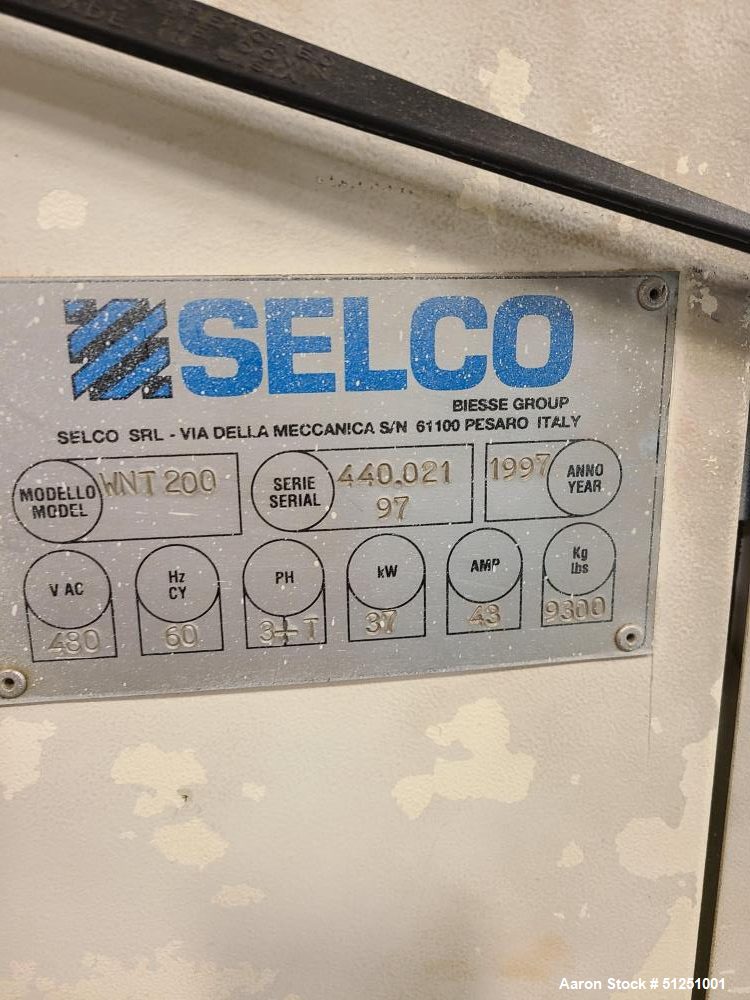 SELCO
BIESSE GROUP
SELCO SRL - VIA DELLA MECCANICA S/N 61100 PESARO ITALY
MODELLO
MODEL
WNT 200
SERIE
SERIAL
440.021
97
1997
ANNO
YEAR
V AC
480
Hz
CY
60
PH
3+T
kW
37
AMP
43
Kg
lbs
9300
Aaron Stock # 51251001